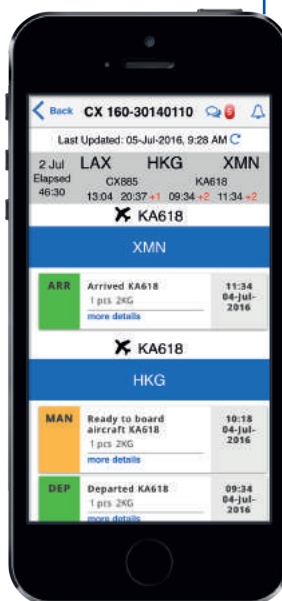 Back CX 160-30140110 6
Last Updated: 05-Jul-2016, 9:28 AM
2 Jul LAX HKG XMN
Elapsed CX885 KA618
46:30 13:04 20:37 +1 09:34 +2 11:34 +2
KA618
XMN
ARR Arrived KA618 11:34
1 pcs 2KG 04-Jul-
more details 2016
KA618
HKG
MAN Ready to board 10:18
aircraft KA618 04-Jul-
1 pcs 2KG 2016
more details
DEP Departed KA618 09:34
1 pcs 2KG 04-Jul-
more details 2016